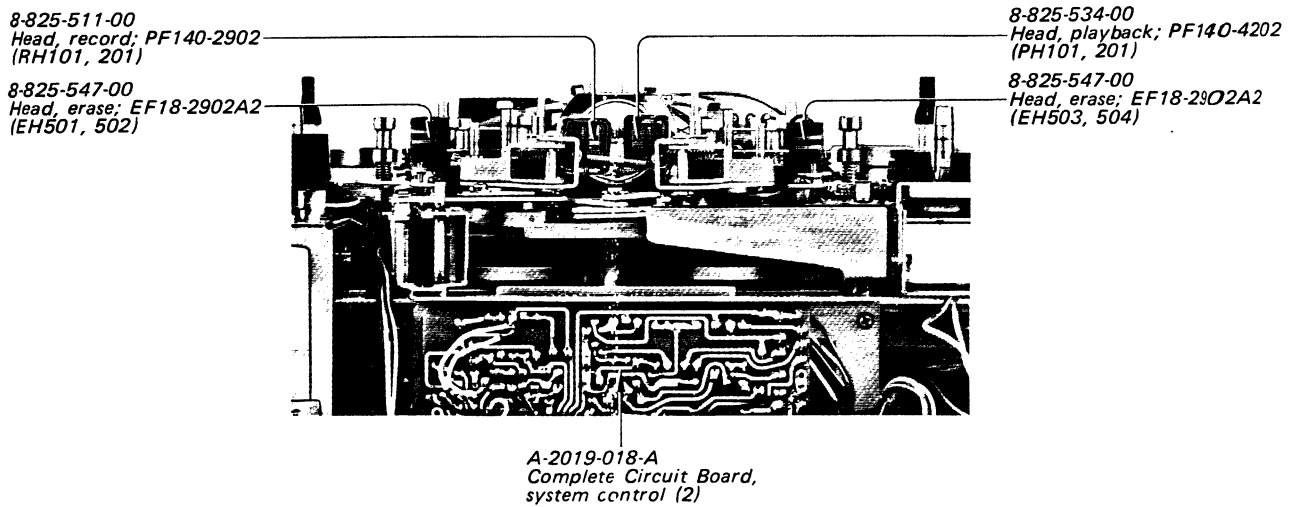 8-825-511-00
Head, record; PF140-2902
(RH101, 201)
8-825-547-00
Head, erase; EF18-2902A2
(EH501, 502)
8-825-534-00
Head, playback; PF140-4202
(PH101, 201)
8-825-547-00
Head, erase; EF18-2902A2
(EH503, 504)
A-2019-018-A
Complete Circuit Board,
system control (2)